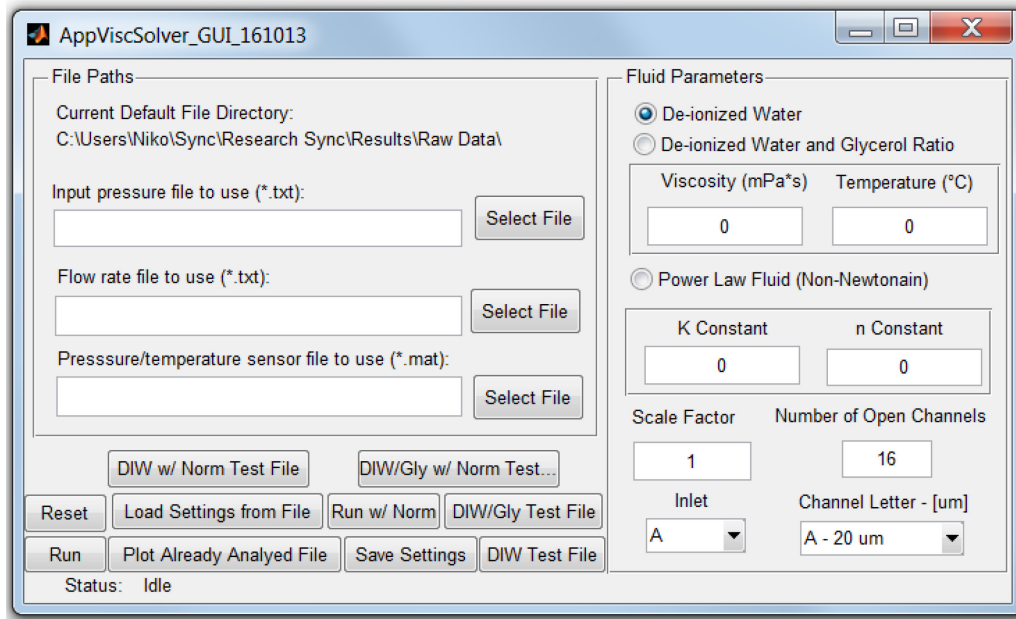 AppViscSolver_GUI_161013
File Paths
Current Default File Directory:
C:\Users\Niko\Sync\Research Sync\Results\Raw Data\
Input pressure file to use (*.txt):
Select File
Flow rate file to use (*.txt):
Select File
Presssure/temperature sensor file to use (*.mat):
Select File
DIW w/ Norm Test File
DIW/Gly w/ Norm Test...
Reset
Load Settings from File
Run w/ Norm
DIW/Gly Test File
Run
Plot Already Analyed File
Save Settings
DIW Test File
Status: Idle
Fluid Parameters
De-ionized Water
De-ionized Water and Glycerol Ratio
Viscosity (mPa*s) Temperature (°C)
0 0
Power Law Fluid (Non-Newtonain)
K Constant n Constant
0 0
Scale Factor Number of Open Channels
1 16
Inlet Channel Letter - [um]
A A - 20 um